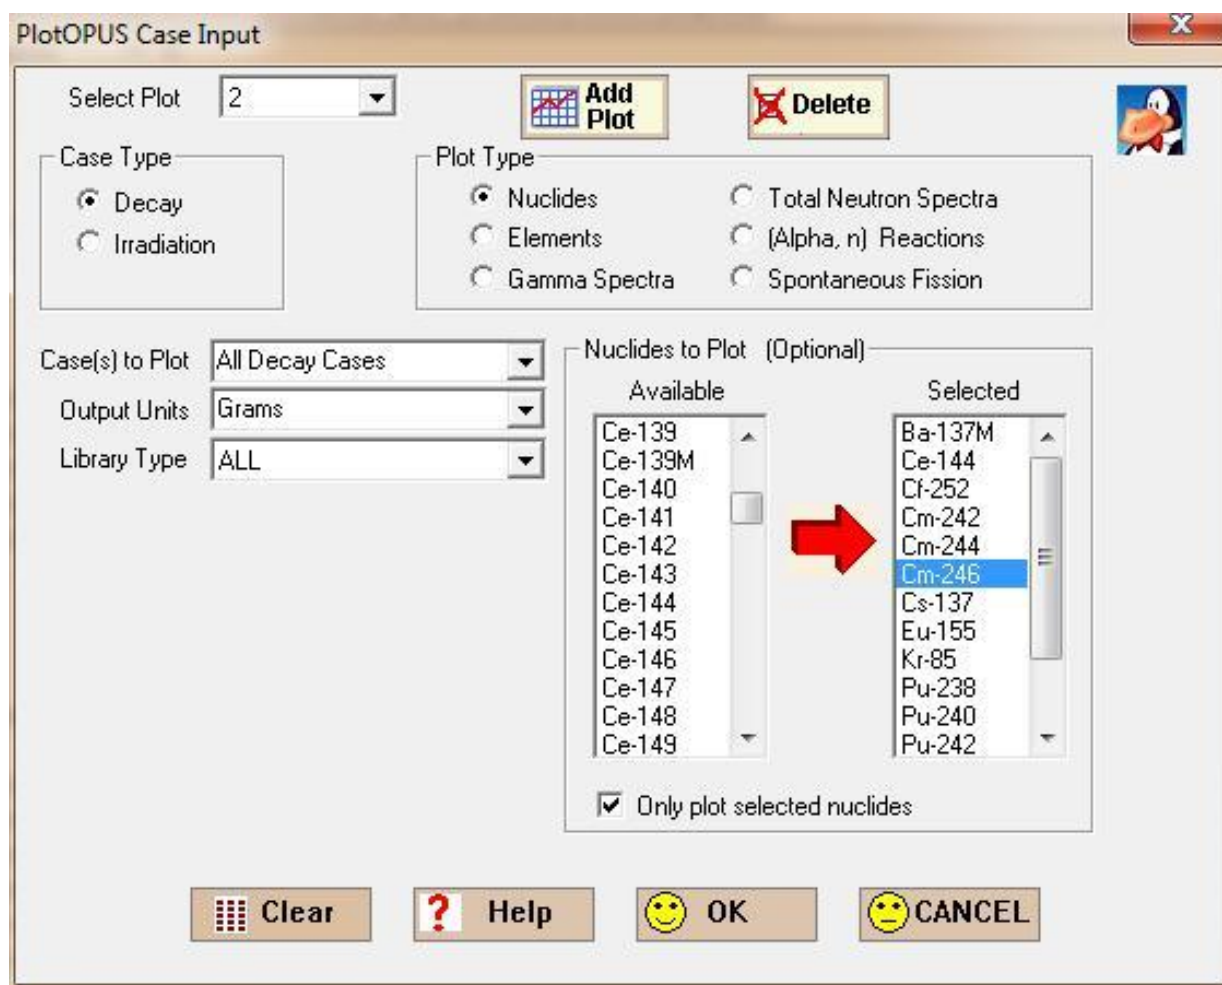 PlotOPUS Case Input
X
Select Plot 2
Add Plot
Delete
Case Type
Decay
Irradiation
Plot Type
Nuclides
Elements
Gamma Spectra
Total Neutron Spectra
(Alpha, n) Reactions
Spontaneous Fission
Case(s) to Plot All Decay Cases
Output Units Grams
Library Type ALL
Nuclides to Plot (Optional)
Available
Ce-139
Ce-139M
Ce-140
Ce-141
Ce-142
Ce-143
Ce-144
Ce-145
Ce-146
Ce-147
Ce-148
Ce-149
Selected
Ba-137M
Ce-144
Cf-252
Cm-242
Cm-244
Cm-246
Cs-137
Eu-155
Kr-85
Pu-238
Pu-240
Pu-242
Only plot selected nuclides
Clear
? Help
OK
CANCEL